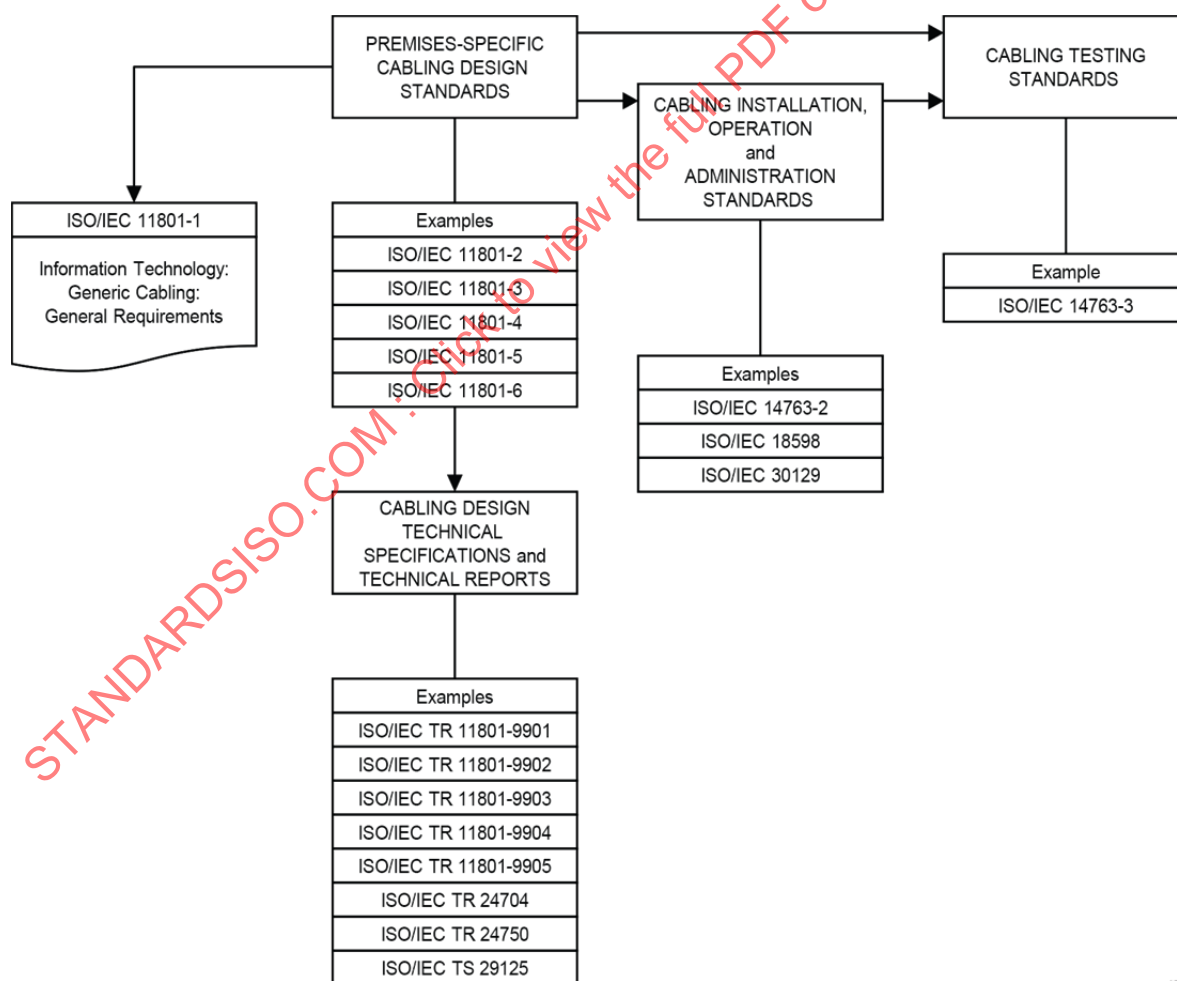 PREMISES-SPECIFIC
CABLING DESIGN
STANDARDS
CABLING TESTING
STANDARDS
CABLING INSTALLATION,
OPERATION
and
ADMINISTRATION
STANDARDS
ISO/IEC 11801-1
Information Technology:
Generic Cabling:
General Requirements
Examples
ISO/IEC 11801-2
ISO/IEC 11801-3
ISO/IEC 11801-4
ISO/IEC 11801-5
ISO/IEC 11801-6
Example
ISO/IEC 14763-3
Examples
ISO/IEC 14763-2
ISO/IEC 18598
ISO/IEC 30129
CABLING DESIGN
TECHNICAL
SPECIFICATIONS and
TECHNICAL REPORTS
Examples
ISO/IEC TR 11801-9901
ISO/IEC TR 11801-9902
ISO/IEC TR 11801-9903
ISO/IEC TR 11801-9904
ISO/IEC TR 11801-9905
ISO/IEC TR 24704
ISO/IEC TR 24750
ISO/IEC TS 29125
STANDARDSISO.COM : Click to view the full PDF